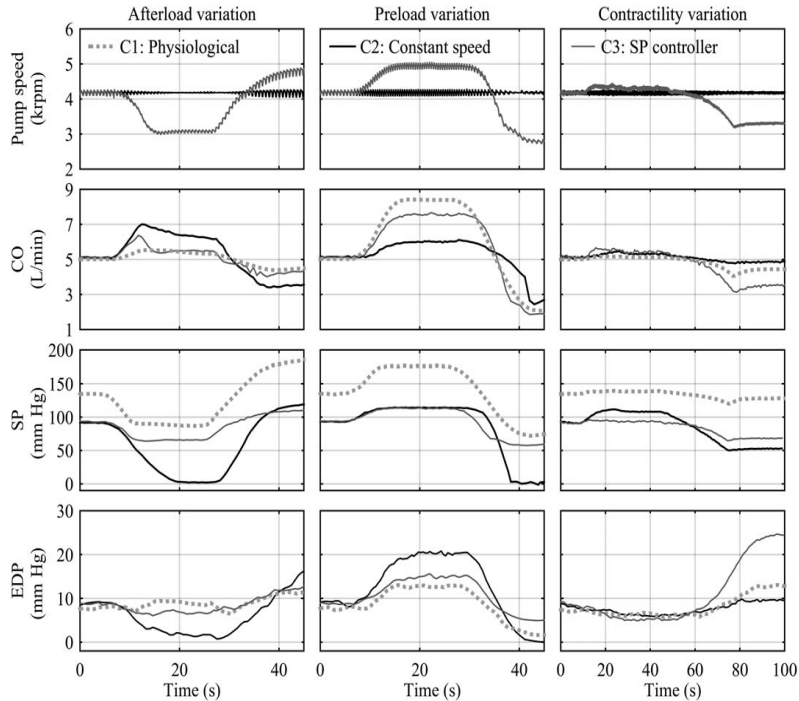 Afterload variation Preload variation Contractility variation
C1: Physiological C2: Constant speed C3: SP controller
Pump speed
(krpm)
6
5
4
3
2
CO
(L/min)
9
7
5
3
1
SP
(mm Hg)
200
150
100
50
0
EDP
(mm Hg)
30
20
10
0
0 20 40 0 20 40 0 20 40 60 80 100
Time (s) Time (s) Time (s)